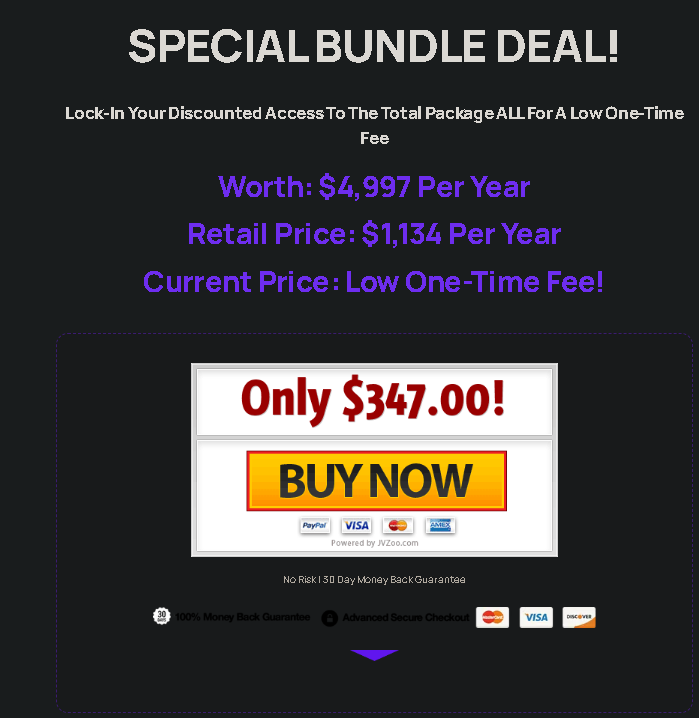 SPECIAL BUNDLE DEAL!
Lock-In Your Discounted Access To The Total Package ALL For A Low One-Time
Fee
Worth: $4,997 Per Year
Retail Price: $1,134 Per Year
Current Price: Low One-Time Fee!
Only $347.00!
BUY NOW
PayPal VISA MasterCard AMEX
Powered by JVZoo.com
No Risk | 30 Day Money Back Guarantee
30 DAYS 100% Money Back Guarantee Advanced Secure Checkout MasterCard VISA DISCOVER